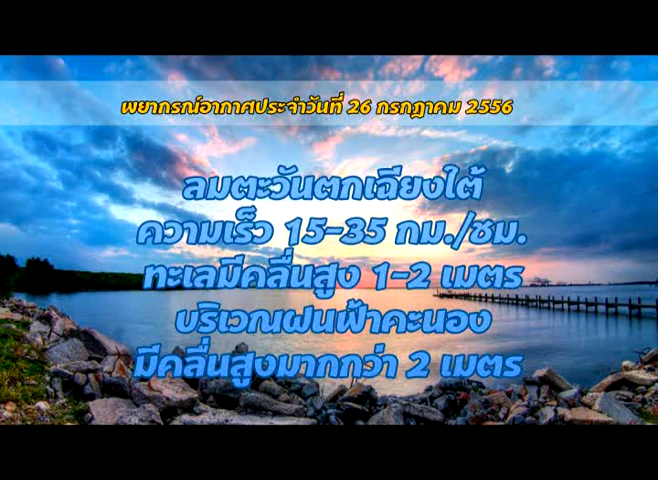 พยากรณ์อากาศประจำวันที่ 26 กรกฎาคม 2556
ลมตะวันตกเฉียงใต้
ความเร็ว 15-35 กม./ชม.
ทะเลมีคลื่นสูง 1-2 เมตร
บริเวณฝนฟ้าคะนอง
มีคลื่นสูงมากกว่า 2 เมตร